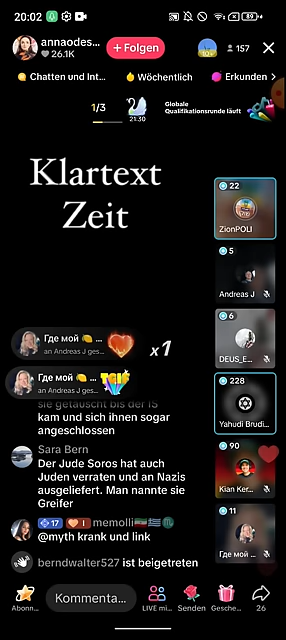 20:02
89
annaodes...
26.1K
+ Folgen
157
Chatten und Int...
Wöchentlich
Erkunden
1/3
21.30
Globale
Qualifikationsrunde läuft
Klartext
Zeit
22
ZionPOLI
5
Andreas J
6
DEUS_E...
228
Yahudi Brudi...
90
Kian Ker...
11
Где мой ...
Где мой 🍋 ...
an Andreas J ges...
x1
Где мой 🍋 ...
an Andreas J ges...
sie getäuscht bis der IS
kam und sich ihnen sogar
angeschlossen
Sara Bern
Der Jude Soros hat auch
Juden verraten und an Nazis
ausgeliefert. Man nannte sie
Greifer
17
memolli
@myth krank und link
berndwalter527 ist beigetreten
Abonn...
Kommenta...
LIVE mi...
Senden
Gesche...
26